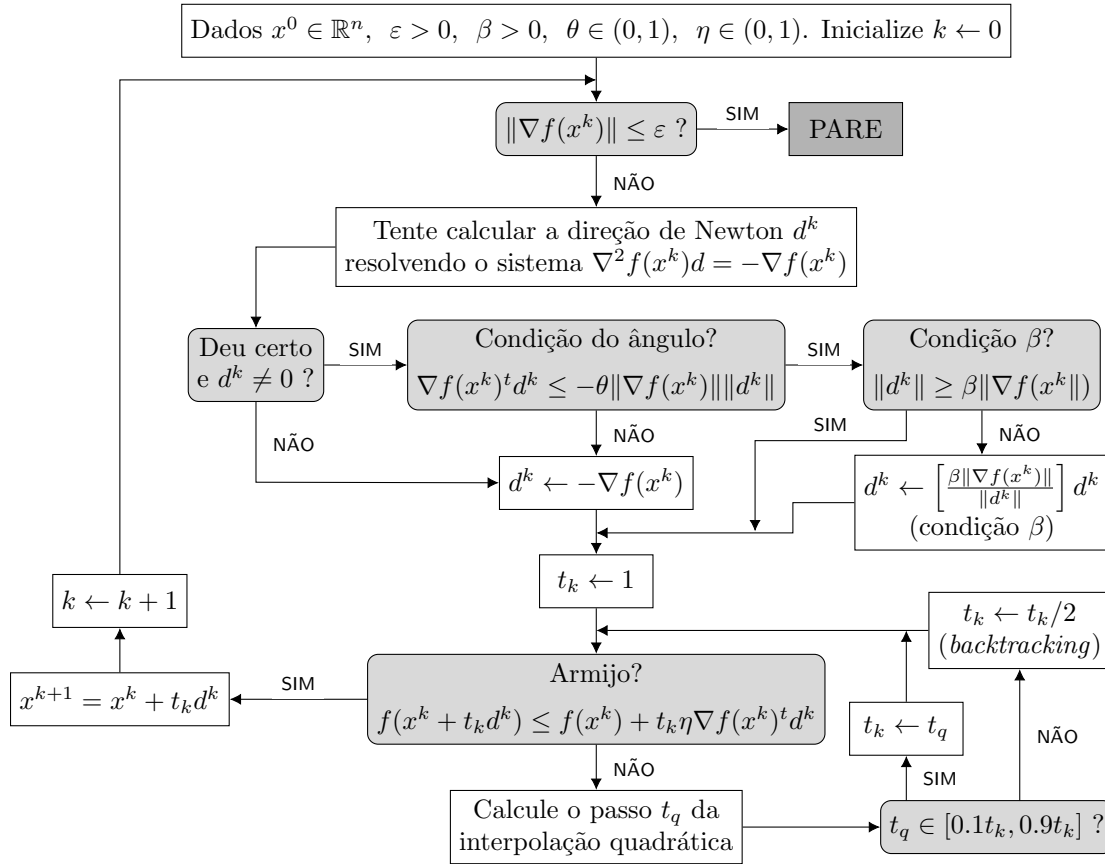 Dados $x^0 \in \mathbb{R}^n$, $\varepsilon > 0$, $\beta > 0$, $\theta \in (0, 1)$, $\eta \in (0, 1)$. Inicialize $k \leftarrow 0$
$\|\nabla f(x^k)\| \leq \varepsilon$ ?
SIM
PARE
NÃO
Tente calcular a direção de Newton $d^k$
resolvendo o sistema $\nabla^2 f(x^k)d = -\nabla f(x^k)$
Deu certo
e $d^k \neq 0$ ?
SIM
Condição do ângulo?
$\nabla f(x^k)^t d^k \leq -\theta\|\nabla f(x^k)\|\|d^k\|$
SIM
Condição $\beta$?
$\|d^k\| \geq \beta\|\nabla f(x^k\|)$
NÃO
NÃO
SIM
NÃO
$d^k \leftarrow -\nabla f(x^k)$
$d^k \leftarrow \left[\frac{\beta\|\nabla f(x^k)\|}{\|d^k\|}\right] d^k$
(condição $\beta$)
$t_k \leftarrow 1$
$k \leftarrow k + 1$
$t_k \leftarrow t_k/2$
(backtracking)
$x^{k+1} = x^k + t_k d^k$
SIM
Armijo?
$f(x^k + t_k d^k) \leq f(x^k) + t_k \eta \nabla f(x^k)^t d^k$
$t_k \leftarrow t_q$
NÃO
NÃO
SIM
Calcule o passo $t_q$ da
interpolação quadrática
$t_q \in [0.1t_k, 0.9t_k]$ ?